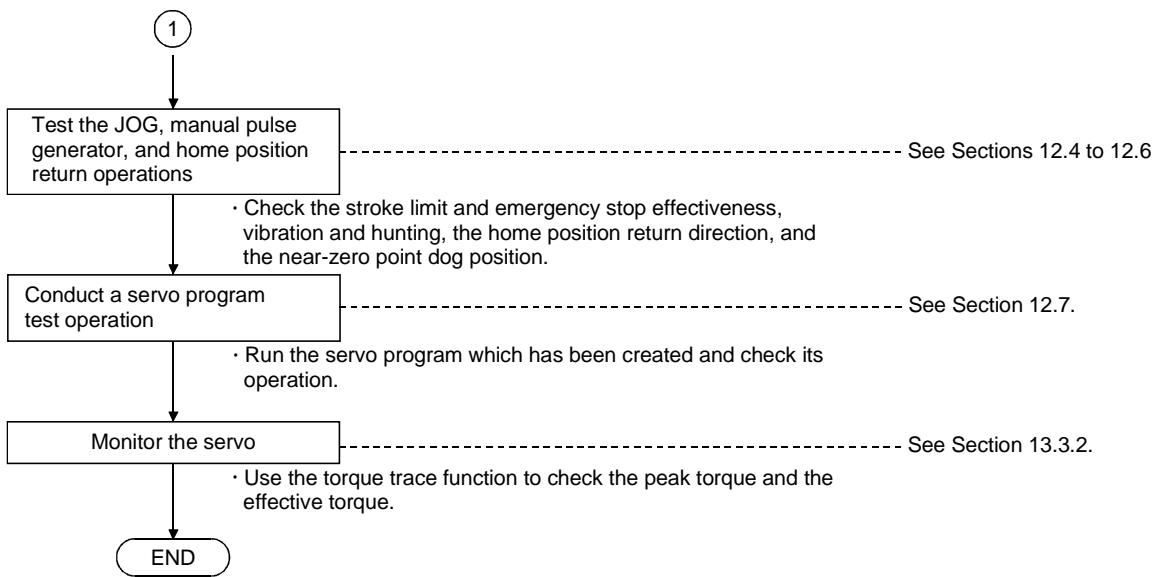 1
Test the JOG, manual pulse
generator, and home position
return operations
See Sections 12.4 to 12.6
· Check the stroke limit and emergency stop effectiveness,
vibration and hunting, the home position return direction, and
the near-zero point dog position.
Conduct a servo program
test operation
See Section 12.7.
· Run the servo program which has been created and check its
operation.
Monitor the servo
See Section 13.3.2.
· Use the torque trace function to check the peak torque and the
effective torque.
END